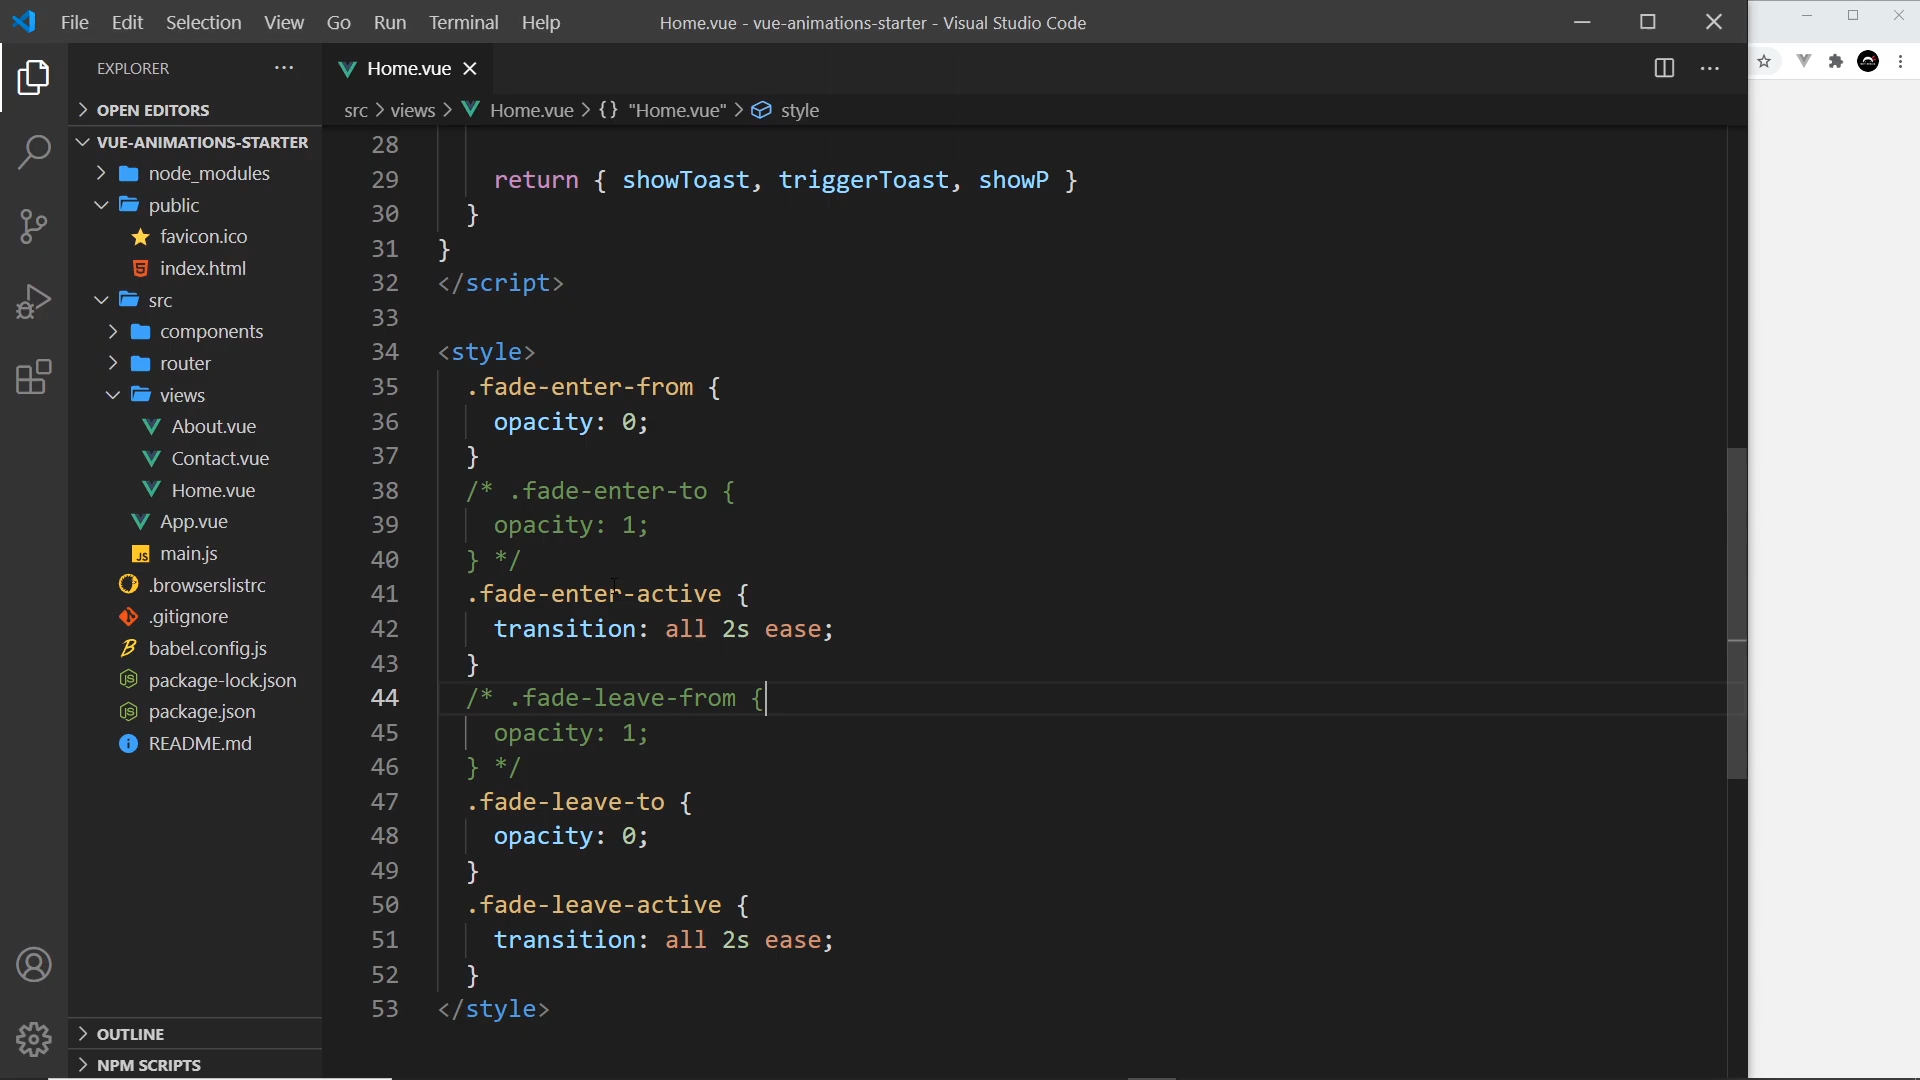 File Edit Selection View Go Run Terminal Help
Home.vue - vue-animations-starter - Visual Studio Code
EXPLORER
OPEN EDITORS
VUE-ANIMATIONS-STARTER
node_modules
public
favicon.ico
index.html
src
components
router
views
About.vue
Contact.vue
Home.vue
App.vue
main.js
.browserslistrc
.gitignore
babel.config.js
package-lock.json
package.json
README.md
OUTLINE
NPM SCRIPTS
Home.vue
src > views > Home.vue > {} "Home.vue" > style
28
29 return { showToast, triggerToast, showP }
30 }
31 }
32 </script>
33
34 <style>
35 .fade-enter-from {
36 opacity: 0;
37 }
38 /* .fade-enter-to {
39 opacity: 1;
40 } */
41 .fade-enter-active {
42 transition: all 2s ease;
43 }
44 /* .fade-leave-from {
45 opacity: 1;
46 } */
47 .fade-leave-to {
48 opacity: 0;
49 }
50 .fade-leave-active {
51 transition: all 2s ease;
52 }
53 </style>